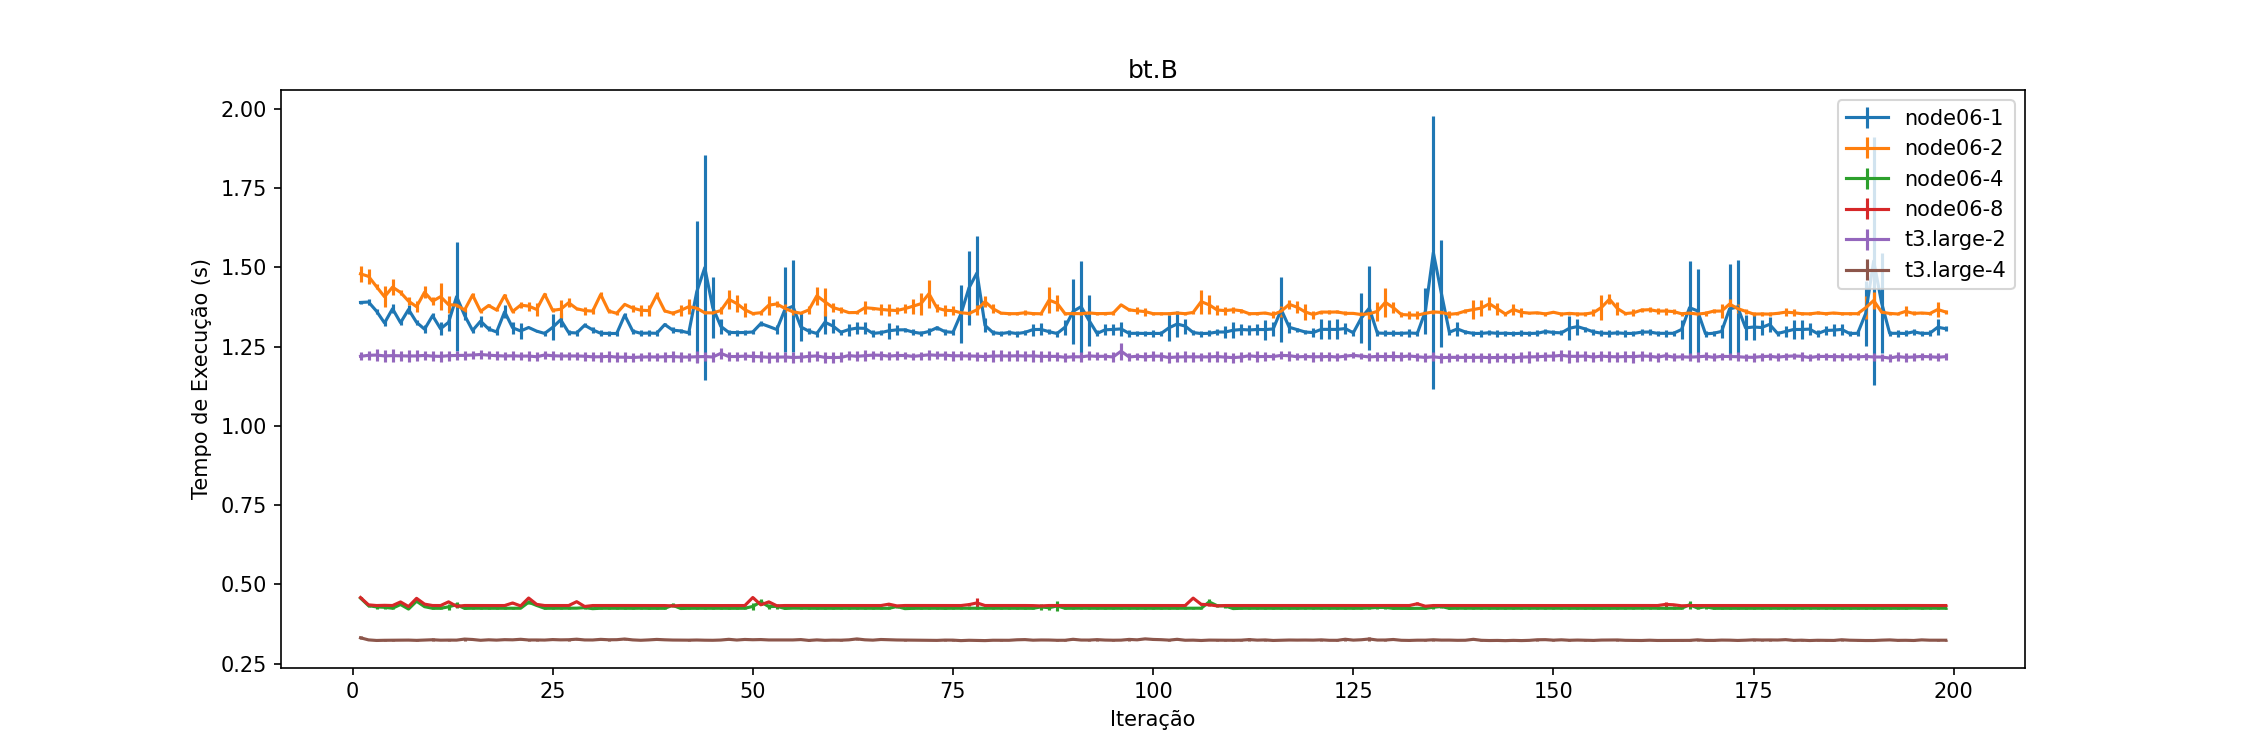 bt.B
Tempo de Execução (s)
2.00
1.75
1.50
1.25
1.00
0.75
0.50
0.25
node06-1
node06-2
node06-4
node06-8
t3.large-2
t3.large-4
0 25 50 75 100 125 150 175 200
Iteração